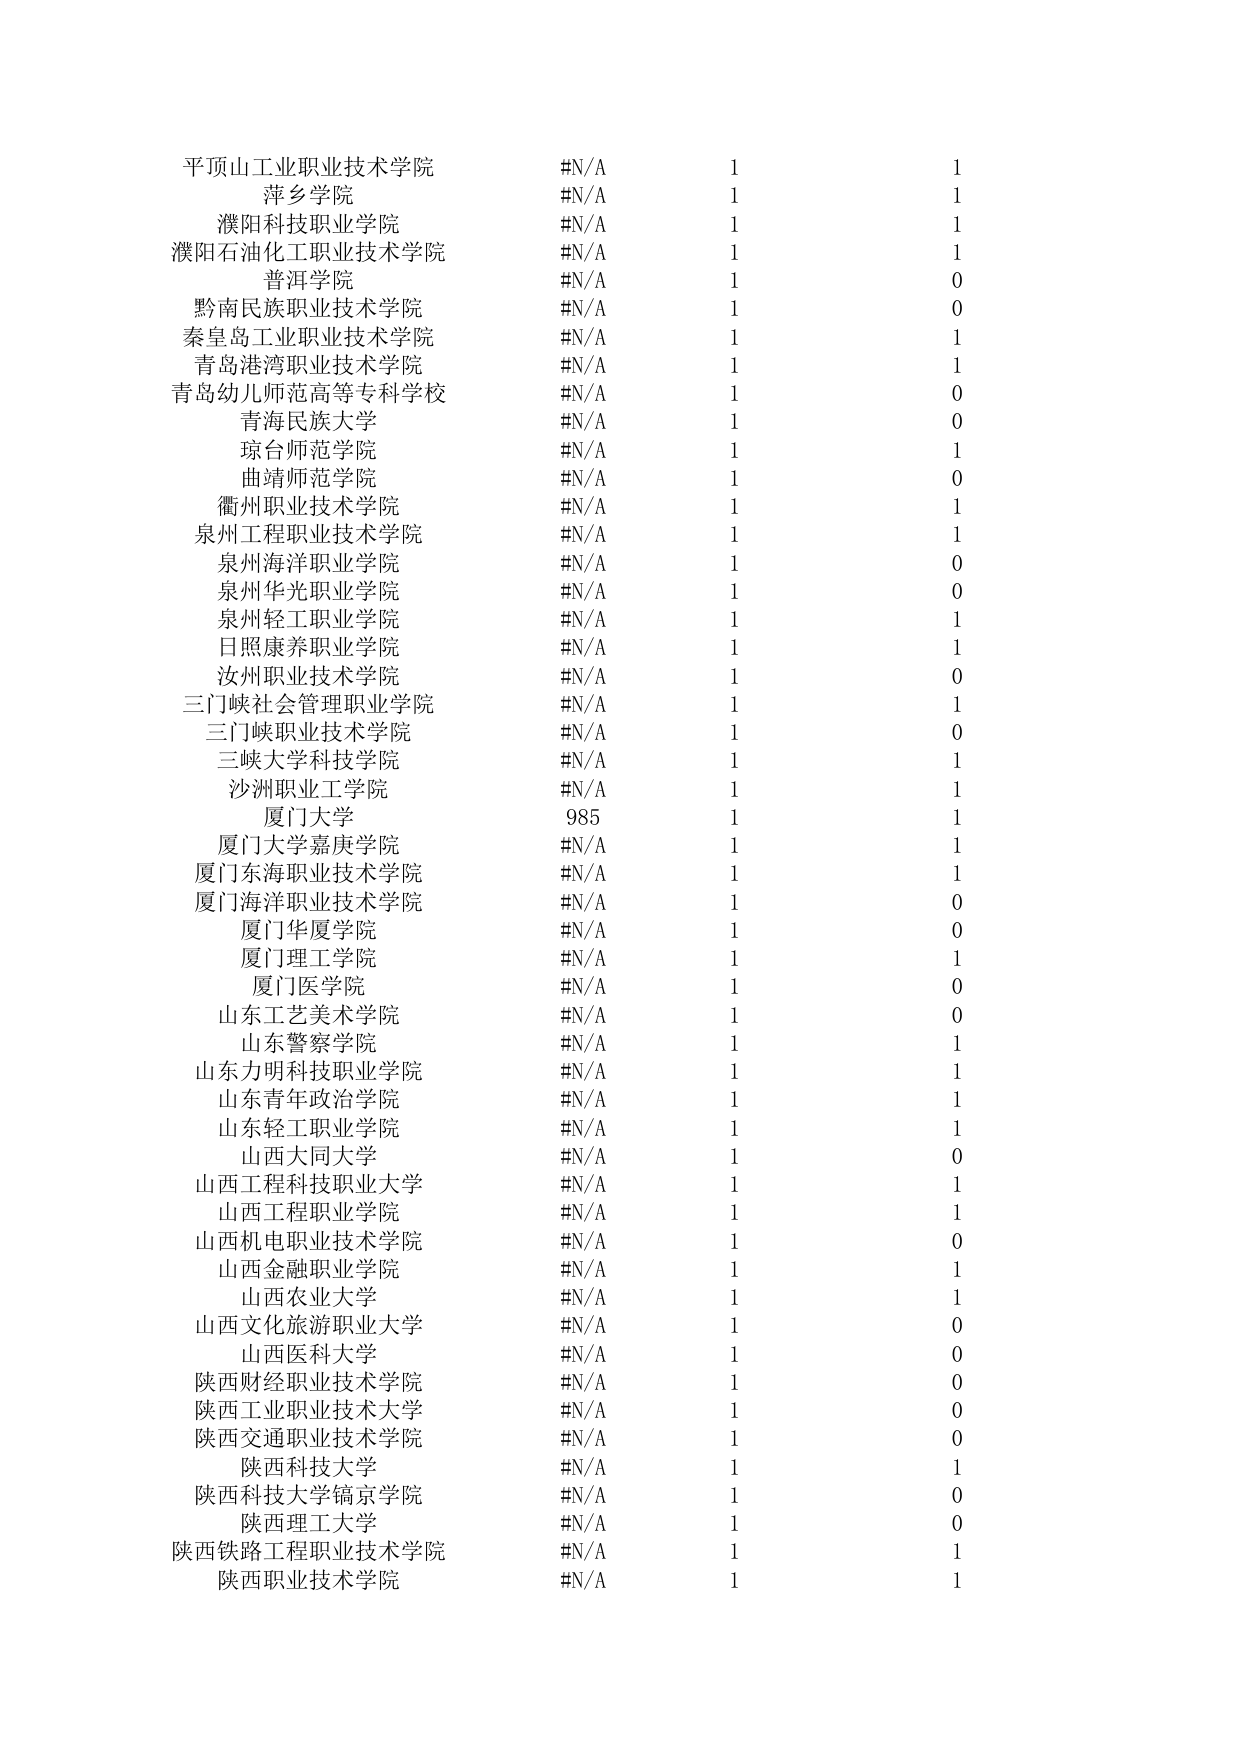 平顶山工业职业技术学院 #N/A 1 1
萍乡学院 #N/A 1 1
濮阳科技职业学院 #N/A 1 1
濮阳石油化工职业技术学院 #N/A 1 1
普洱学院 #N/A 1 0
黔南民族职业技术学院 #N/A 1 0
秦皇岛工业职业技术学院 #N/A 1 1
青岛港湾职业技术学院 #N/A 1 1
青岛幼儿师范高等专科学校 #N/A 1 0
青海民族大学 #N/A 1 0
琼台师范学院 #N/A 1 1
曲靖师范学院 #N/A 1 0
衢州职业技术学院 #N/A 1 1
泉州工程职业技术学院 #N/A 1 1
泉州海洋职业学院 #N/A 1 0
泉州华光职业学院 #N/A 1 0
泉州轻工职业学院 #N/A 1 1
日照康养职业学院 #N/A 1 1
汝州职业技术学院 #N/A 1 0
三门峡社会管理职业学院 #N/A 1 1
三门峡职业技术学院 #N/A 1 0
三峡大学科技学院 #N/A 1 1
沙洲职业工学院 #N/A 1 1
厦门大学 985 1 1
厦门大学嘉庚学院 #N/A 1 1
厦门东海职业技术学院 #N/A 1 1
厦门海洋职业技术学院 #N/A 1 0
厦门华厦学院 #N/A 1 0
厦门理工学院 #N/A 1 1
厦门医学院 #N/A 1 0
山东工艺美术学院 #N/A 1 0
山东警察学院 #N/A 1 1
山东力明科技职业学院 #N/A 1 1
山东青年政治学院 #N/A 1 1
山东轻工职业学院 #N/A 1 1
山西大同大学 #N/A 1 0
山西工程科技职业大学 #N/A 1 1
山西工程职业学院 #N/A 1 1
山西机电职业技术学院 #N/A 1 0
山西金融职业学院 #N/A 1 1
山西农业大学 #N/A 1 1
山西文化旅游职业大学 #N/A 1 0
山西医科大学 #N/A 1 0
陕西财经职业技术学院 #N/A 1 0
陕西工业职业技术大学 #N/A 1 0
陕西交通职业技术学院 #N/A 1 0
陕西科技大学 #N/A 1 1
陕西科技大学镐京学院 #N/A 1 0
陕西理工大学 #N/A 1 0
陕西铁路工程职业技术学院 #N/A 1 1
陕西职业技术学院 #N/A 1 1